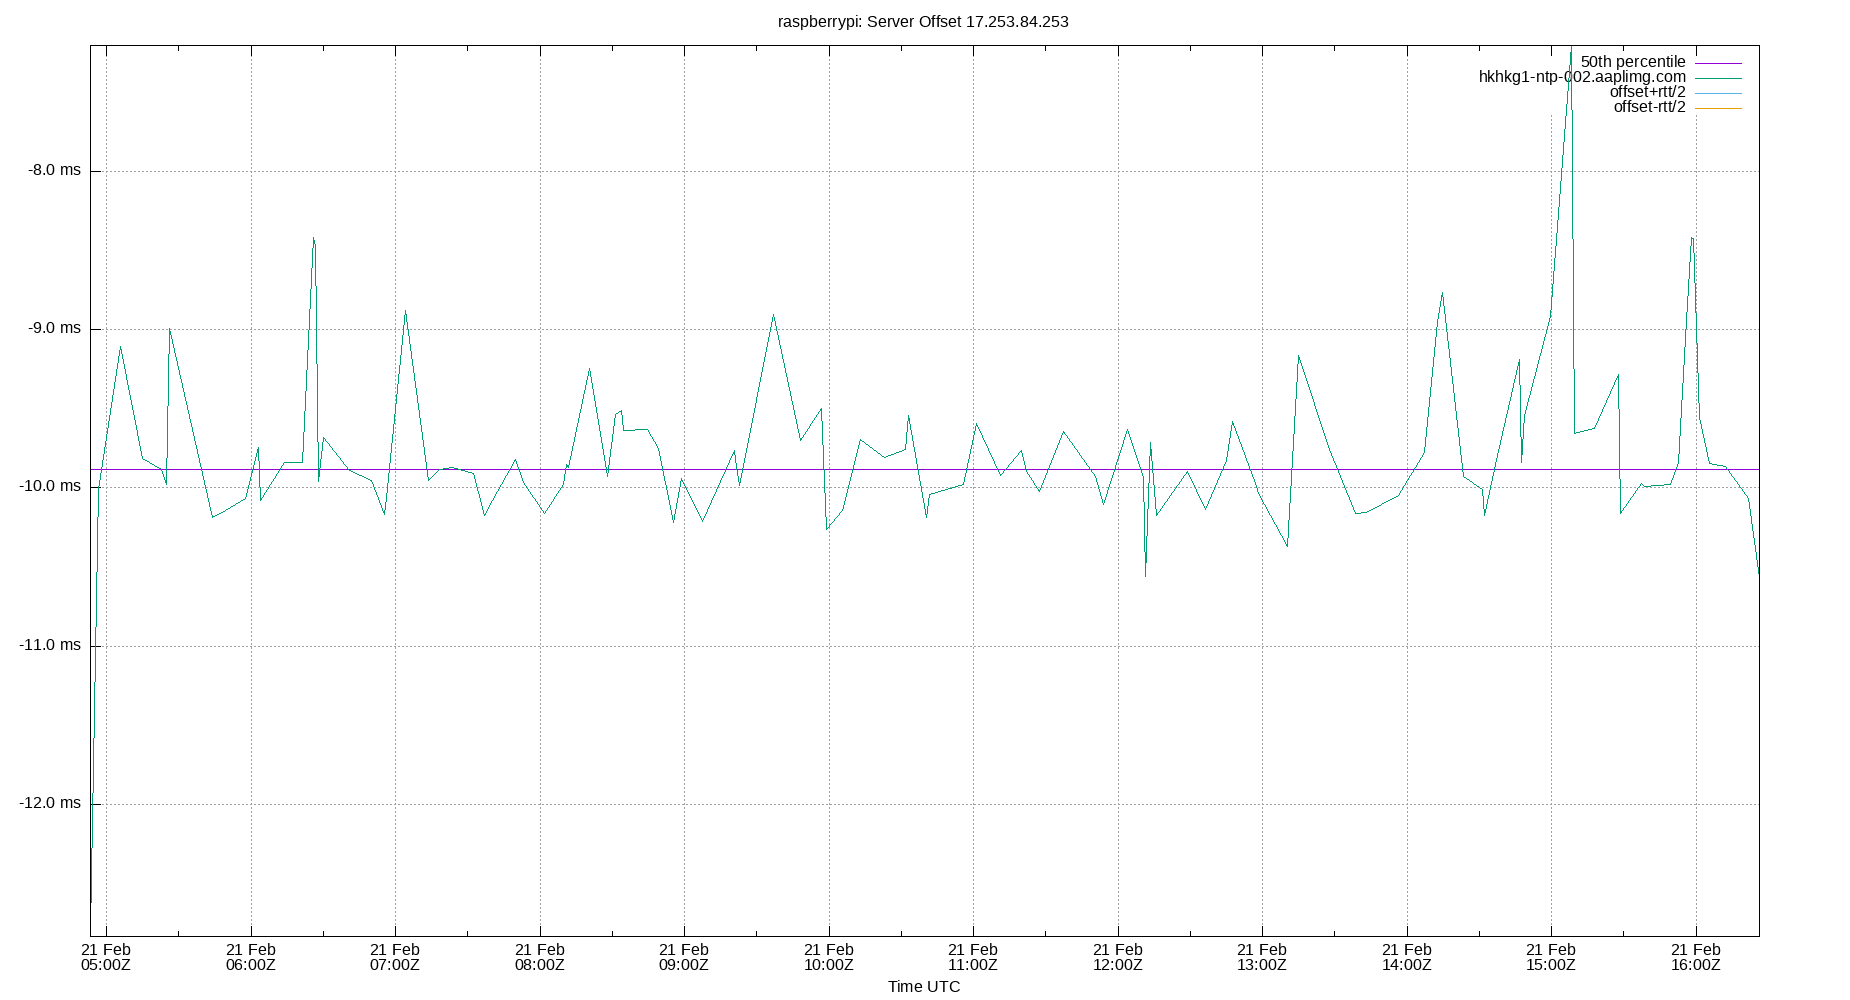 raspberrypi: Server Offset 17.253.84.253
50th percentile
hkhkg1-ntp-002.aaplimg.com
offset+rtt/2
offset-rtt/2
-8.0 ms
-9.0 ms
-10.0 ms
-11.0 ms
-12.0 ms
21 Feb 21 Feb 21 Feb 21 Feb 21 Feb 21 Feb 21 Feb 21 Feb 21 Feb 21 Feb 21 Feb 21 Feb
05:00Z 06:00Z 07:00Z 08:00Z 09:00Z 10:00Z 11:00Z 12:00Z 13:00Z 14:00Z 15:00Z 16:00Z
Time UTC